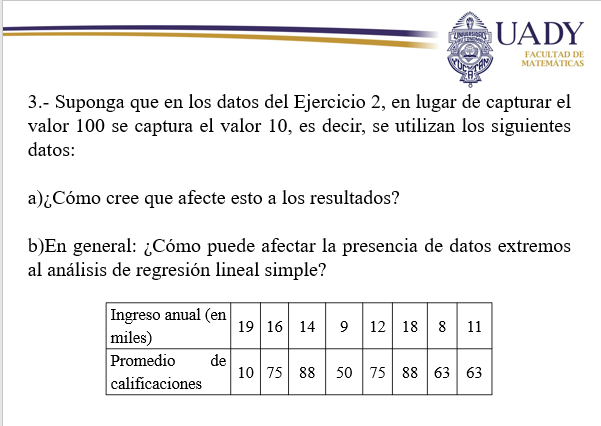 UADY
FACULTAD DE
MATEMÁTICAS
3.- Suponga que en los datos del Ejercicio 2, en lugar de capturar el
valor 100 se captura el valor 10, es decir, se utilizan los siguientes
datos:
a)¿Cómo cree que afecte esto a los resultados?
b)En general: ¿Cómo puede afectar la presencia de datos extremos
al análisis de regresión lineal simple?
Ingreso anual (en miles) 19 16 14 9 12 18 8 11
Promedio de calificaciones 10 75 88 50 75 88 63 63